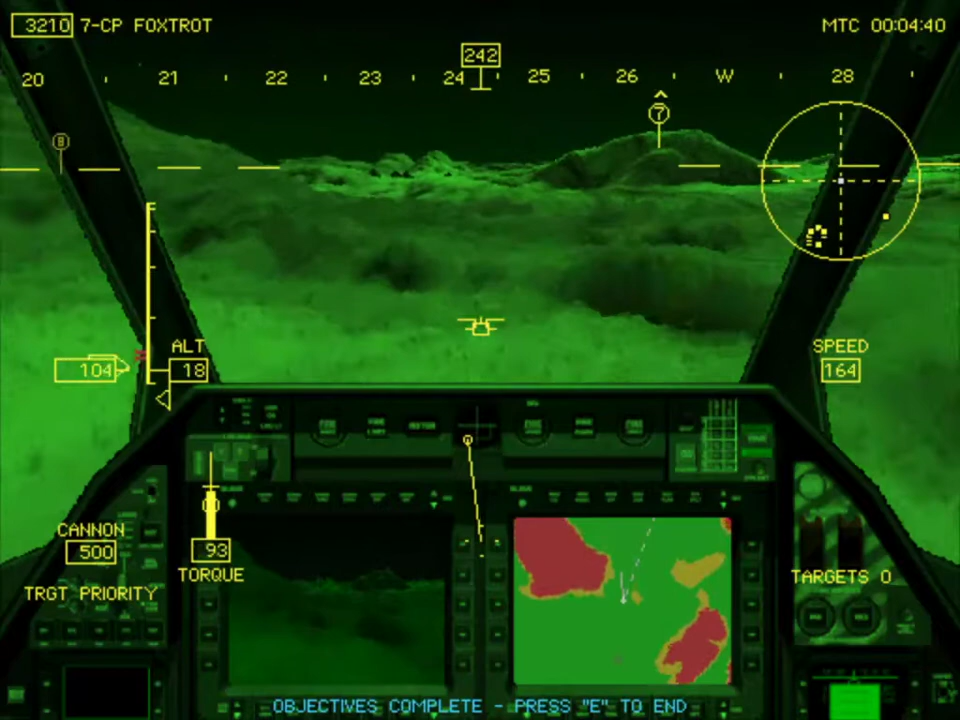 3210 7-CP FOXTROT
MTC 00:04:40
242
20 21 22 23 24 25 26 W 28
7
8
ALT
104
18
SPEED
164
CANNON
500
TRGT PRIORITY
93
TORQUE
TARGETS 0
OBJECTIVES COMPLETE - PRESS "E" TO END